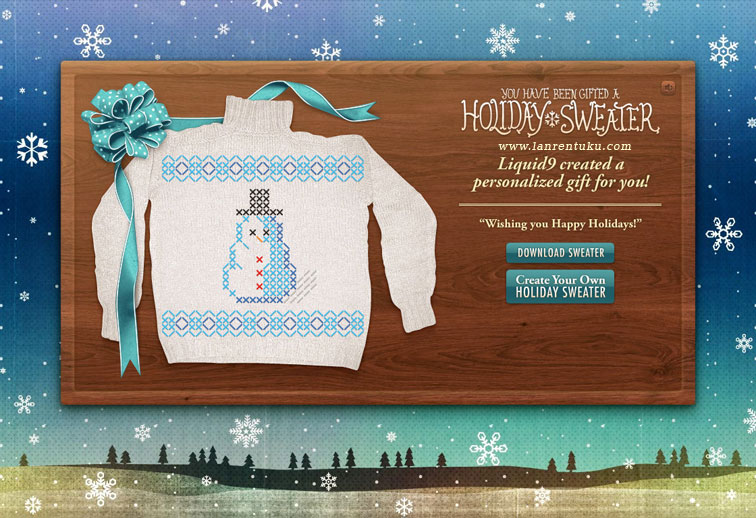 YOU HAVE BEEN GIFTED A
HOLIDAY SWEATER
www.lanrentuku.com
Liquid9 created a
personalized gift for you!
“Wishing you Happy Holidays!”
DOWNLOAD SWEATER
Create Your Own
HOLIDAY SWEATER